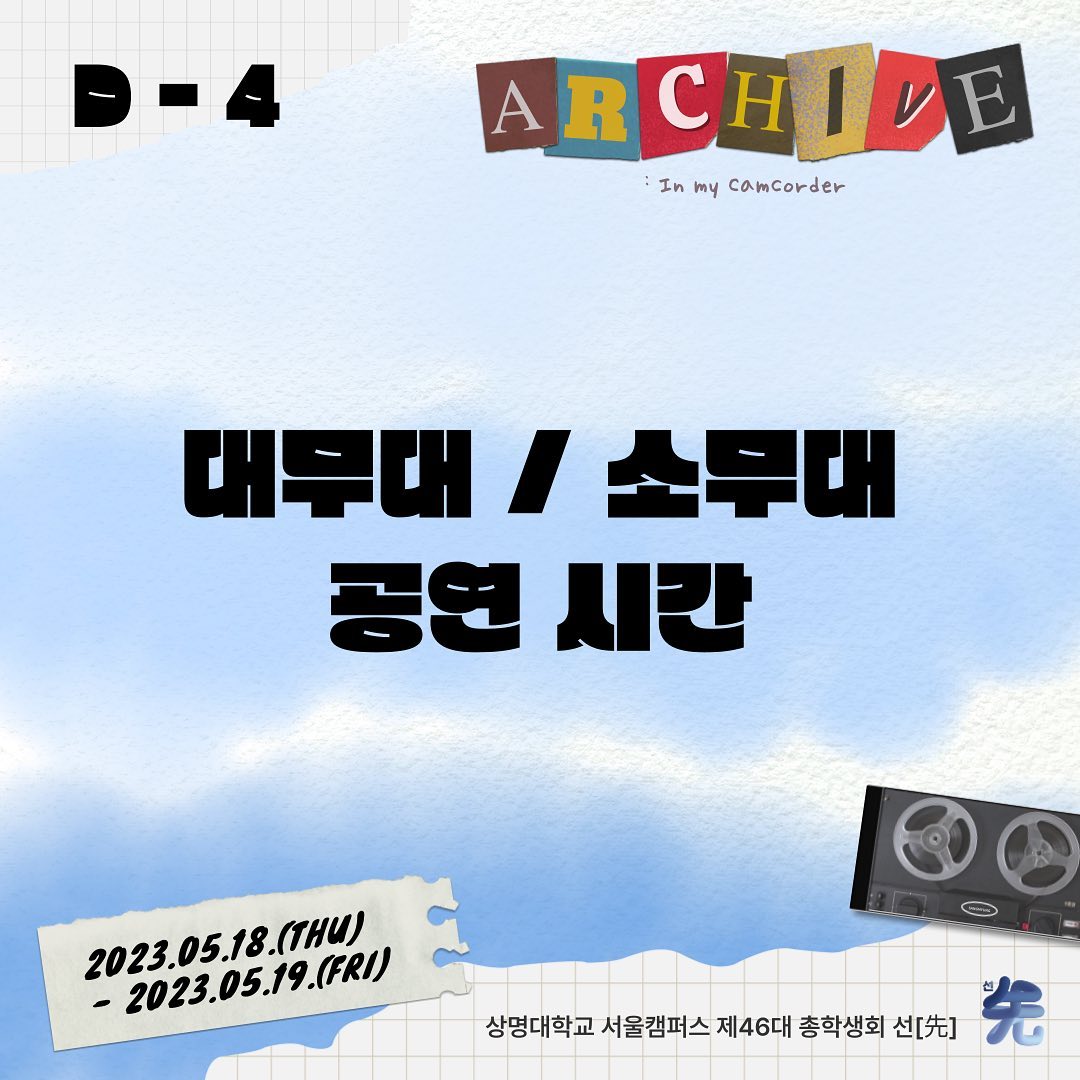 D - 4
ARCHIVE
: In my Camcorder
대무대 / 소무대
공연 시간
2023.05.18.(THU)
- 2023.05.19.(FRI)
상명대학교 서울캠퍼스 제46대 총학생회 선[先]
선 先